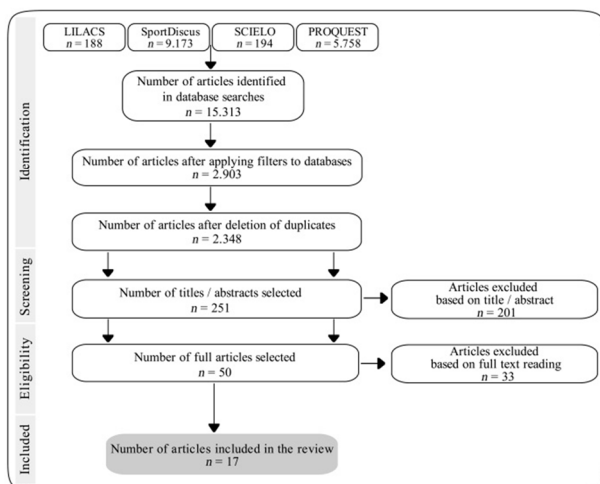 LILACS
n = 188
SportDiscus
n = 9.173
SCIELO
n = 194
PROQUEST
n = 5.758
Identification
Number of articles identified
in database searches
n = 15.313
Number of articles after applying filters to databases
n = 2.903
Number of articles after deletion of duplicates
n = 2.348
Screening
Number of titles / abstracts selected
n = 251
Articles excluded
based on title / abstract
n = 201
Eligibility
Number of full articles selected
n = 50
Articles excluded
based on full text reading
n = 33
Included
Number of articles included in the review
n = 17